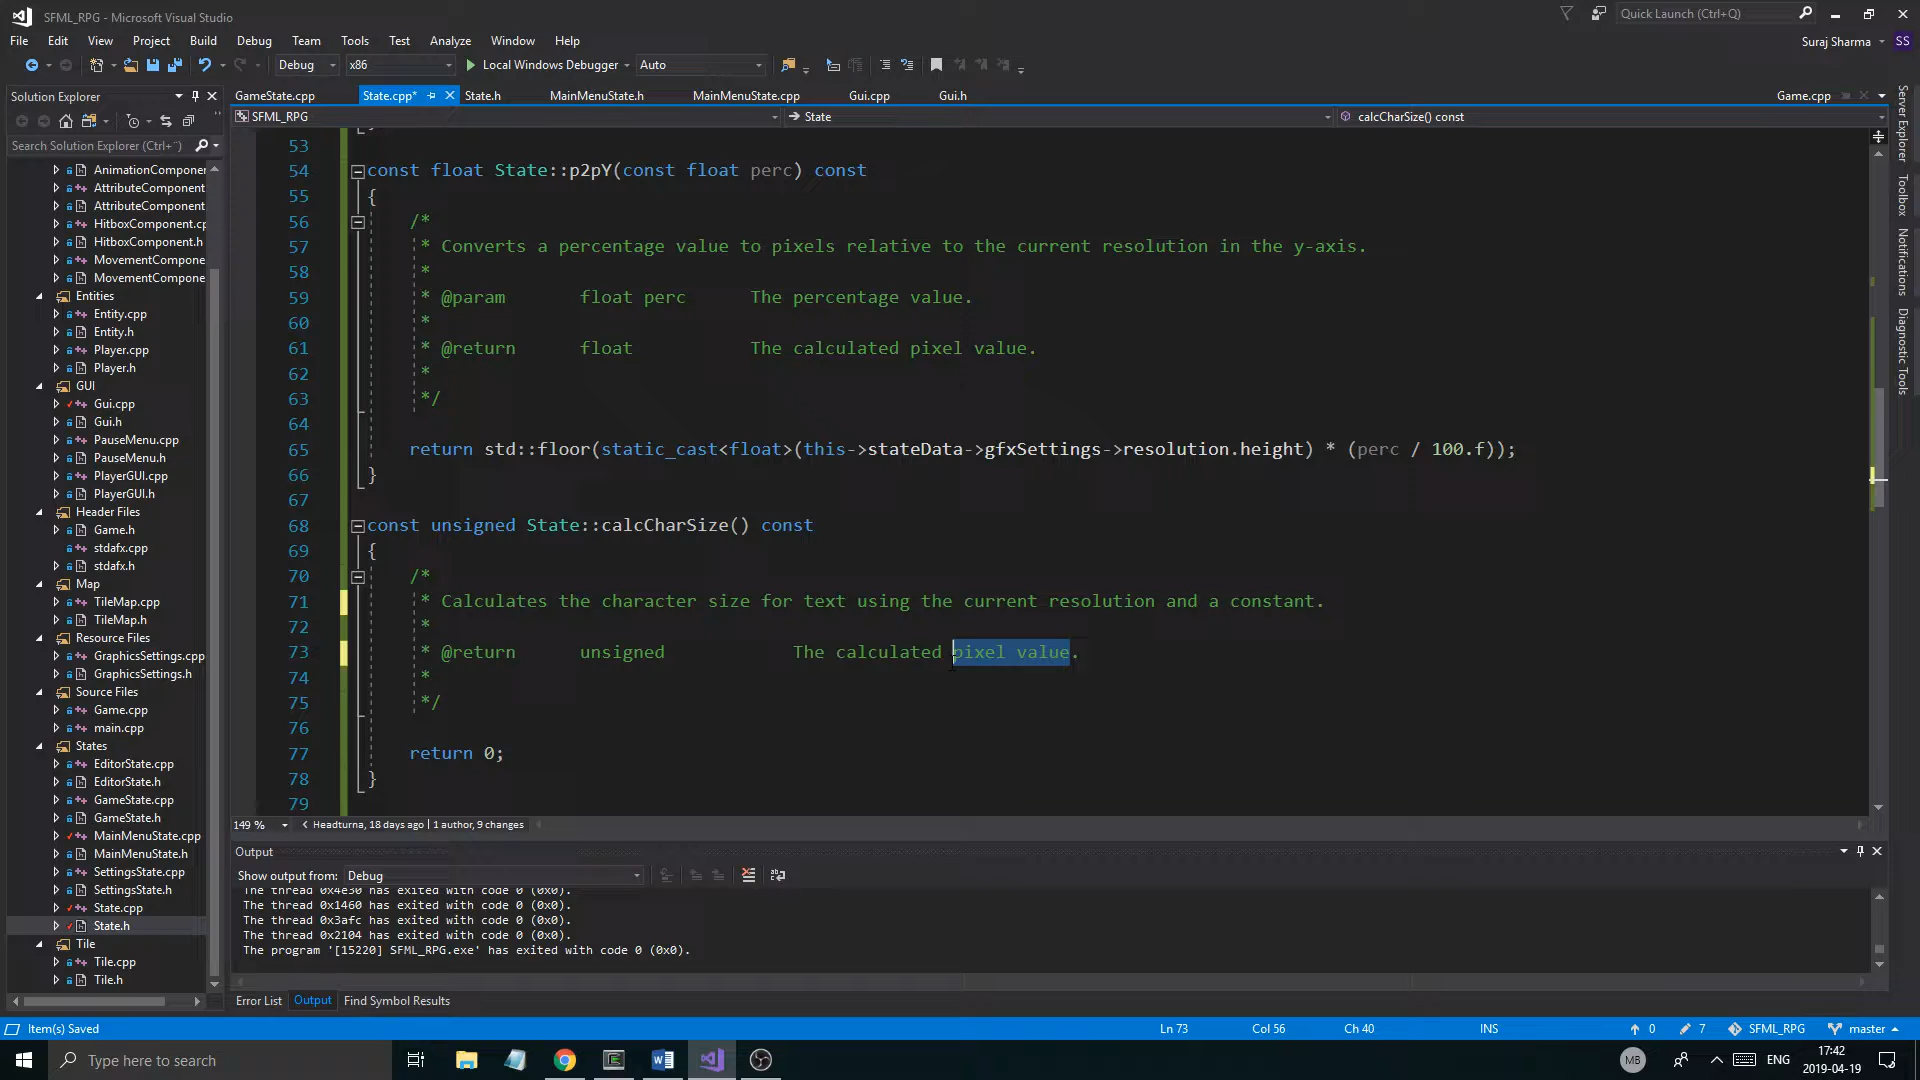 SFML_RPG - Microsoft Visual Studio
Quick Launch (Ctrl+Q)
File Edit View Project Build Debug Team Tools Test Analyze Window Help
Suraj Sharma SS
Debug x86 Local Windows Debugger Auto
Solution Explorer
GameState.cpp State.cpp* State.h MainMenuState.h MainMenuState.cpp Gui.cpp Gui.h Game.cpp
SFML_RPG State calcCharSize() const
Search Solution Explorer (Ctrl+")
AnimationComponer
AttributeComponent
AttributeComponent
HitboxComponent.cp
HitboxComponent.h
MovementCompone
MovementCompone
Entities
Entity.cpp
Entity.h
Player.cpp
Player.h
GUI
Gui.cpp
Gui.h
PauseMenu.cpp
PauseMenu.h
PlayerGUI.cpp
PlayerGUI.h
Header Files
Game.h
stdafx.cpp
stdafx.h
Map
TileMap.cpp
TileMap.h
Resource Files
GraphicsSettings.cpp
GraphicsSettings.h
Source Files
Game.cpp
main.cpp
States
EditorState.cpp
EditorState.h
GameState.cpp
GameState.h
MainMenuState.cpp
MainMenuState.h
SettingsState.cpp
SettingsState.h
State.cpp
State.h
Tile
Tile.cpp
Tile.h
53
54 const float State::p2pY(const float perc) const
55 {
56 /*
57 * Converts a percentage value to pixels relative to the current resolution in the y-axis.
58 *
59 * @param float perc The percentage value.
60 *
61 * @return float The calculated pixel value.
62 *
63 */
64
65 return std::floor(static_cast<float>(this->stateData->gfxSettings->resolution.height) * (perc / 100.f));
66 }
67
68 const unsigned State::calcCharSize() const
69 {
70 /*
71 * Calculates the character size for text using the current resolution and a constant.
72 *
73 * @return unsigned The calculated pixel value.
74 *
75 */
76
77 return 0;
78 }
79
149 % Headturna, 18 days ago | 1 author, 9 changes
Output
Show output from: Debug
The thread 0x4e30 has exited with code 0 (0x0).
The thread 0x1460 has exited with code 0 (0x0).
The thread 0x3afc has exited with code 0 (0x0).
The thread 0x2104 has exited with code 0 (0x0).
The program '[15220] SFML_RPG.exe' has exited with code 0 (0x0).
Error List Output Find Symbol Results
Server Explorer
Toolbox
Notifications
Diagnostic Tools
Item(s) Saved Ln 73 Col 56 Ch 40 INS 0 7 SFML_RPG master
Type here to search
MB ENG 17:42
2019-04-19